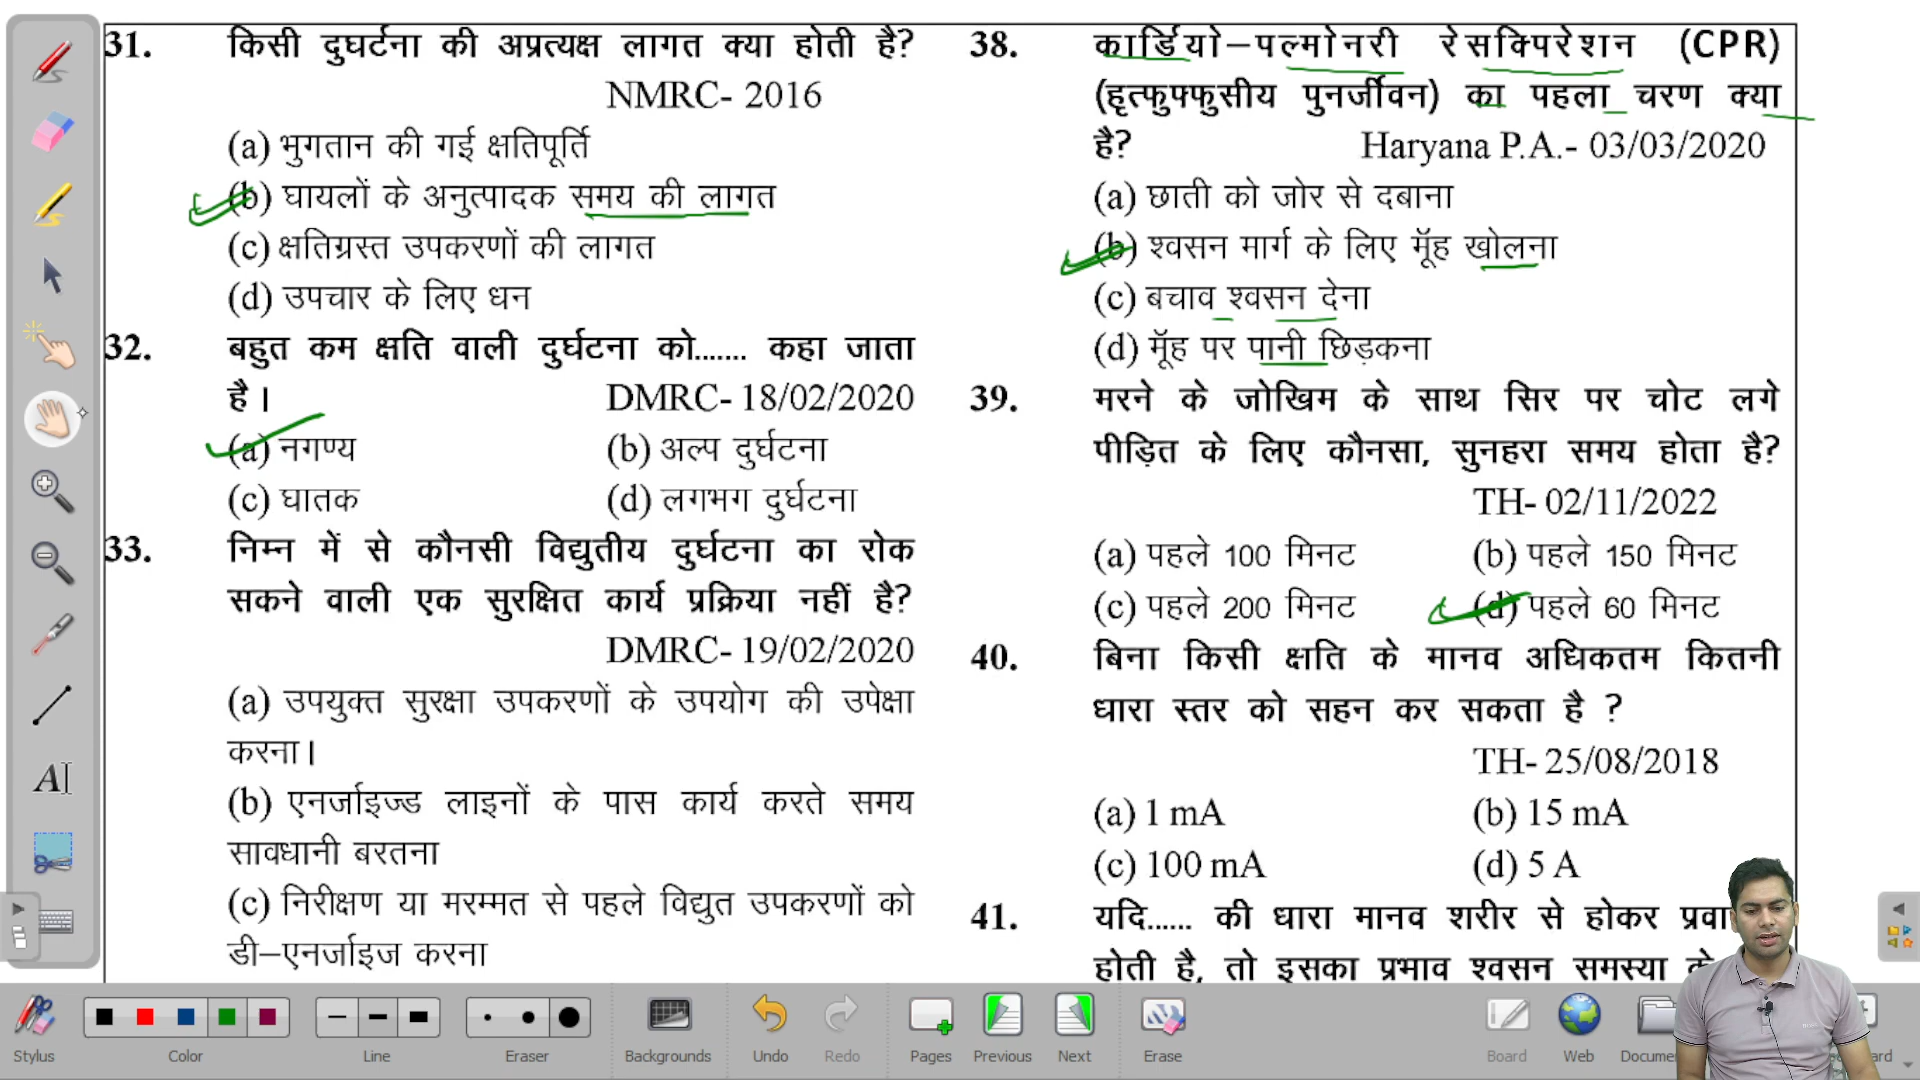 31. किसी दुघर्टना की अप्रत्यक्ष लागत क्या होती है?
NMRC- 2016
(a) भुगतान की गई क्षतिपूर्ति
(b) घायलों के अनुत्पादक समय की लागत
(c) क्षतिग्रस्त उपकरणों की लागत
(d) उपचार के लिए धन
32. बहुत कम क्षति वाली दुर्घटना को....... कहा जाता
है। DMRC- 18/02/2020
(a) नगण्य (b) अल्प दुर्घटना
(c) घातक (d) लगभग दुर्घटना
33. निम्न में से कौनसी विद्युतीय दुर्घटना का रोक
सकने वाली एक सुरक्षित कार्य प्रक्रिया नहीं है?
DMRC- 19/02/2020
(a) उपयुक्त सुरक्षा उपकरणों के उपयोग की उपेक्षा
करना।
(b) एनर्जाइज्ड लाइनों के पास कार्य करते समय
सावधानी बरतना
(c) निरीक्षण या मरम्मत से पहले विद्युत उपकरणों को
डी–एनर्जाइज करना
38. कार्डियो–पल्मोनरी रेसक्पिरेशन (CPR)
(हृत्फुफ्फुसीय पुनर्जीवन) का पहला चरण क्या
है? Haryana P.A.- 03/03/2020
(a) छाती को जोर से दबाना
(b) श्वसन मार्ग के लिए मॅूह खोलना
(c) बचाव श्वसन देना
(d) मॅूह पर पानी छिड़कना
39. मरने के जोखिम के साथ सिर पर चोट लगे
पीड़ित के लिए कौनसा, सुनहरा समय होता है?
TH- 02/11/2022
(a) पहले 100 मिनट (b) पहले 150 मिनट
(c) पहले 200 मिनट (d) पहले 60 मिनट
40. बिना किसी क्षति के मानव अधिकतम कितनी
धारा स्तर को सहन कर सकता है ?
TH- 25/08/2018
(a) 1 mA (b) 15 mA
(c) 100 mA (d) 5 A
41. यदि...... की धारा मानव शरीर से होकर
होती है, तो इसका प्रभाव श्वसन समस्या
Stylus Color Line Eraser Backgrounds Undo Redo Pages Previous Next Erase Board Web